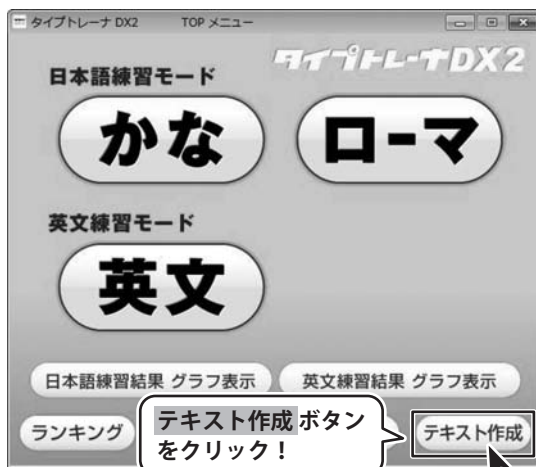 タイプトレーナ DX2 TOP メニュー
タイプトレーナDX2
日本語練習モード
かな
ローマ
英文練習モード
英文
日本語練習結果 グラフ表示
英文練習結果 グラフ表示
ランキング
テキスト作成 ボタン
をクリック！
テキスト作成